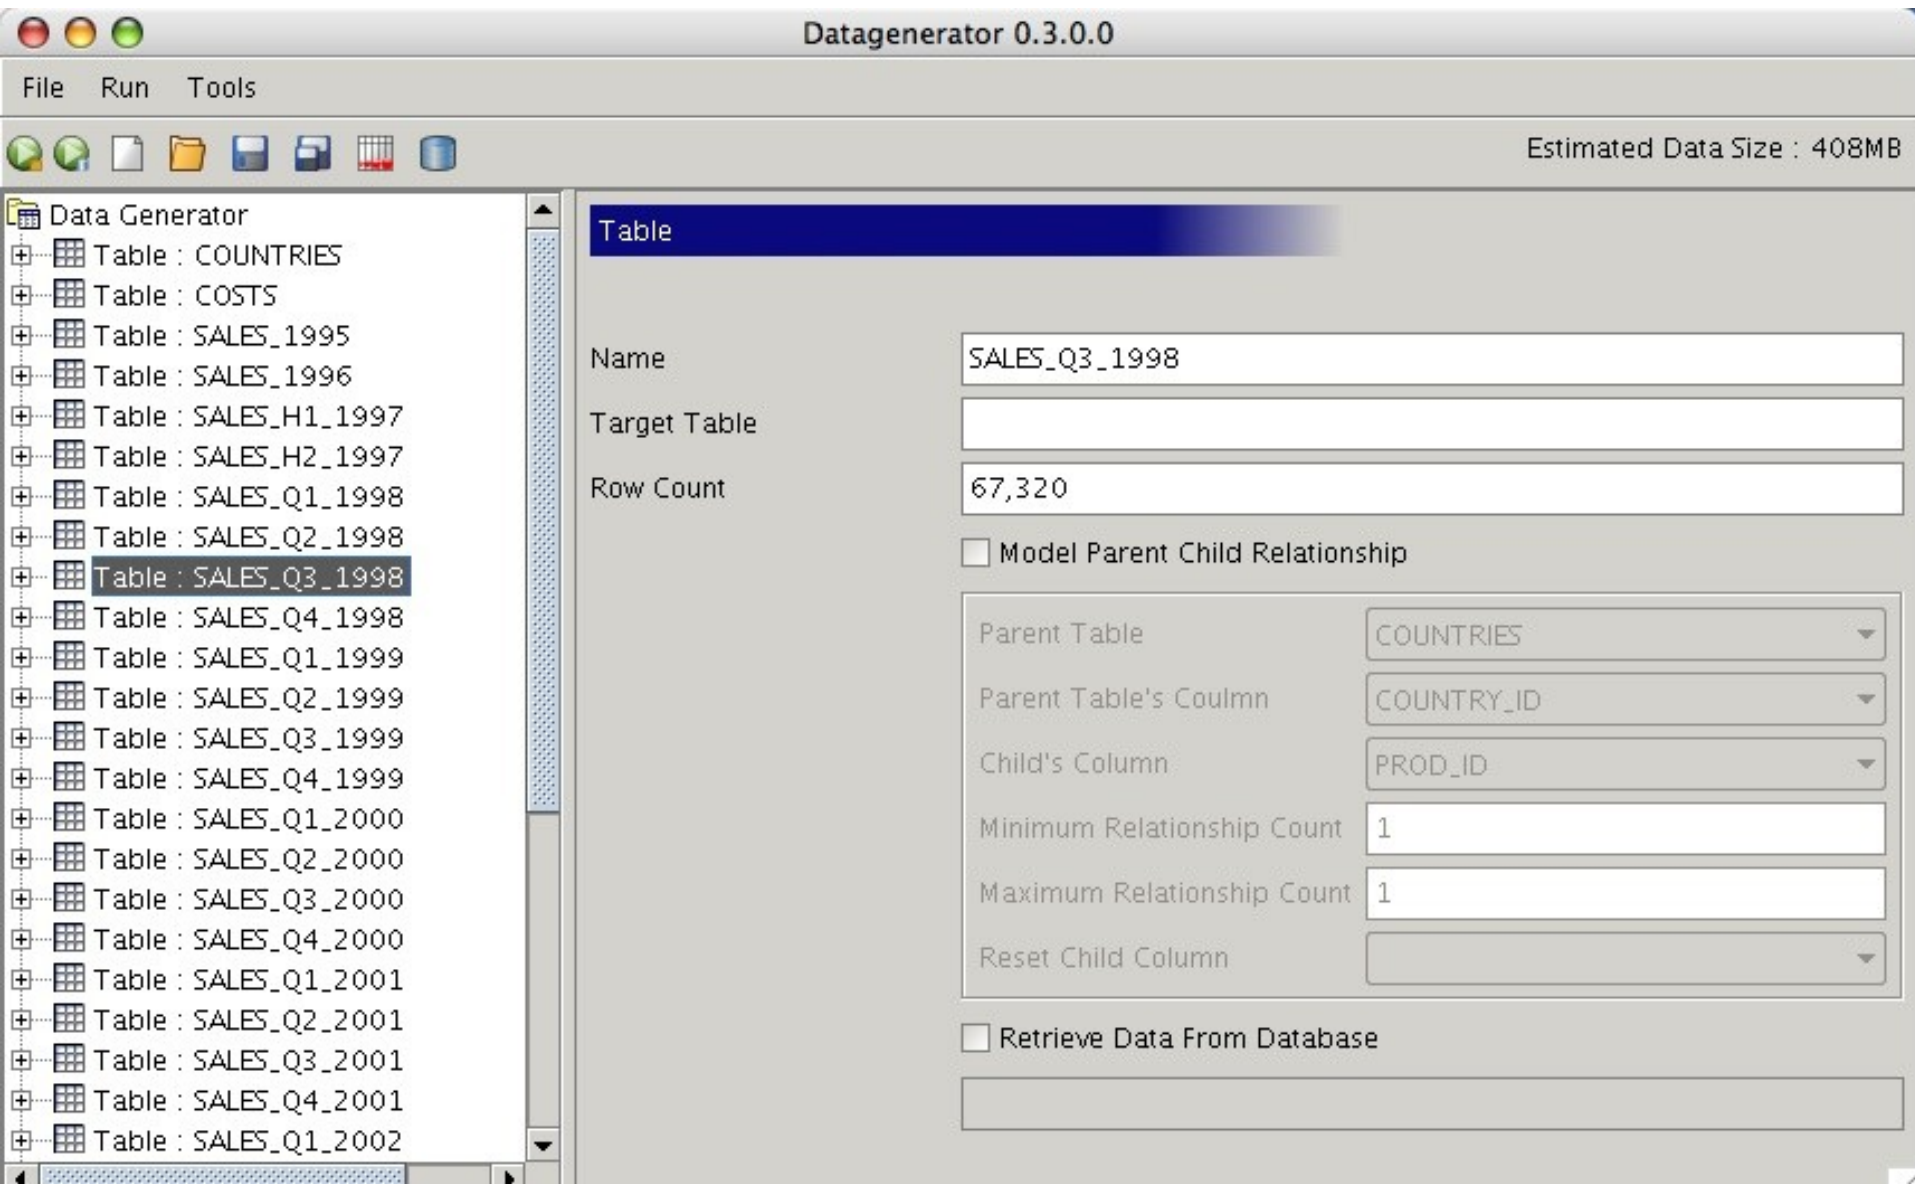 Datagenerator 0.3.0.0
File Run Tools
Estimated Data Size : 408MB
Data Generator
Table : COUNTRIES
Table : COSTS
Table : SALES_1995
Table : SALES_1996
Table : SALES_H1_1997
Table : SALES_H2_1997
Table : SALES_Q1_1998
Table : SALES_Q2_1998
Table : SALES_Q3_1998
Table : SALES_Q4_1998
Table : SALES_Q1_1999
Table : SALES_Q2_1999
Table : SALES_Q3_1999
Table : SALES_Q4_1999
Table : SALES_Q1_2000
Table : SALES_Q2_2000
Table : SALES_Q3_2000
Table : SALES_Q4_2000
Table : SALES_Q1_2001
Table : SALES_Q2_2001
Table : SALES_Q3_2001
Table : SALES_Q4_2001
Table : SALES_Q1_2002
Table
Name SALES_Q3_1998
Target Table
Row Count 67,320
Model Parent Child Relationship
Parent Table COUNTRIES
Parent Table's Coulmn COUNTRY_ID
Child's Column PROD_ID
Minimum Relationship Count 1
Maximum Relationship Count 1
Reset Child Column
Retrieve Data From Database